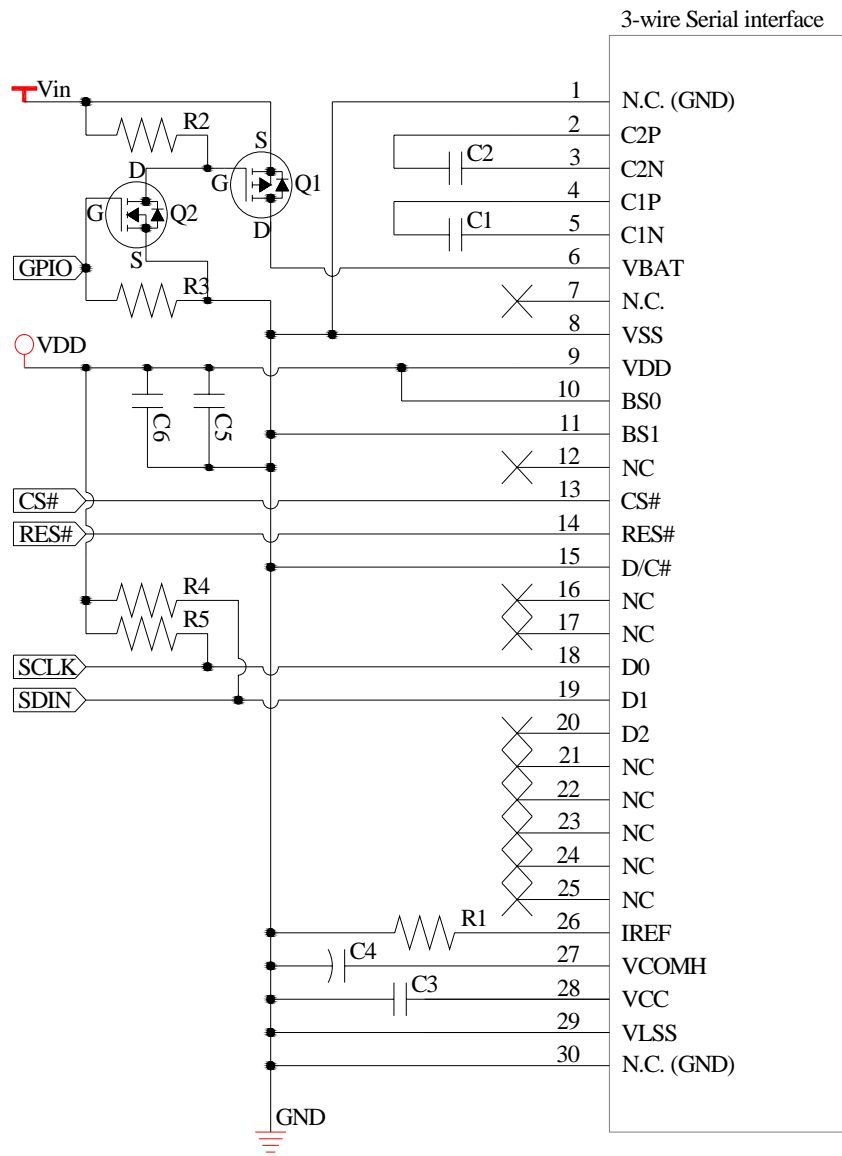 3-wire Serial interface
Vin
R2
S
G
Q1
D
D
G
Q2
S
GPIO
R3
VDD
C6
C5
CS#
RES#
R4
R5
SCLK
SDIN
C2
C1
R1
C4
C3
GND
1 N.C. (GND)
2 C2P
3 C2N
4 C1P
5 C1N
6 VBAT
7 N.C.
8 VSS
9 VDD
10 BS0
11 BS1
12 NC
13 CS#
14 RES#
15 D/C#
16 NC
17 NC
18 D0
19 D1
20 D2
21 NC
22 NC
23 NC
24 NC
25 NC
26 IREF
27 VCOMH
28 VCC
29 VLSS
30 N.C. (GND)